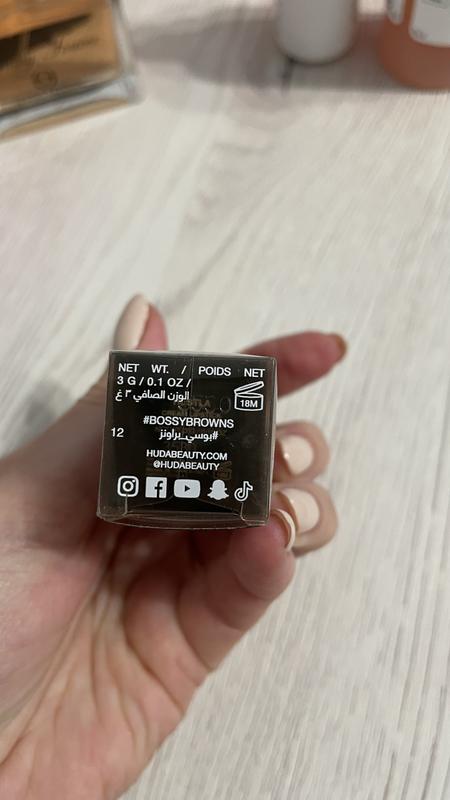 NET WT. / POIDS NET
3 G / 0.1 OZ /
الوزن الصافي ٣ غ
18M
#BOSSYBROWNS
#بوسي_براونز
12
HUDABEAUTY.COM
@HUDABEAUTY